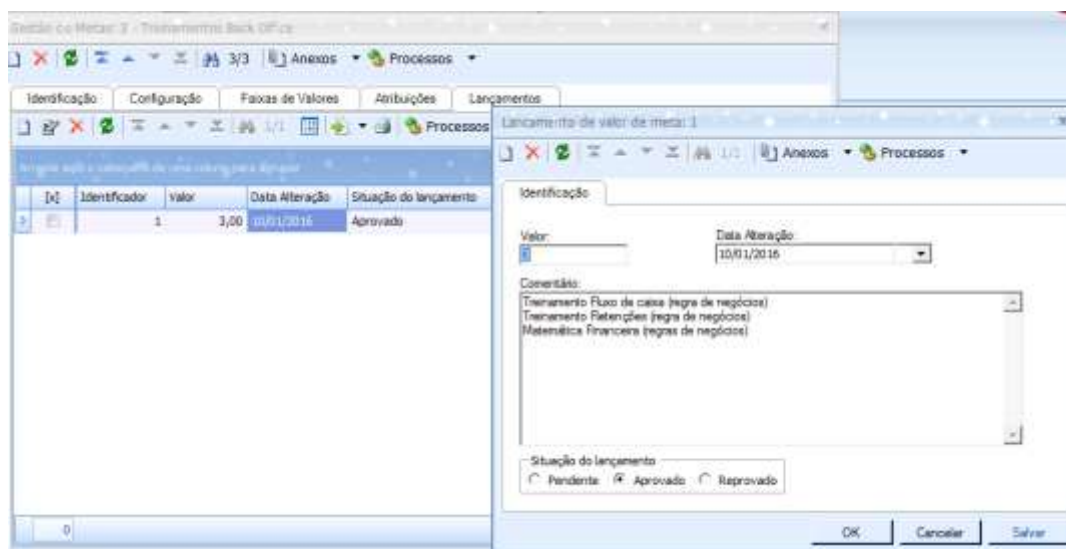 Gestão de Metas: 3 - Treinamentos Back Office
3/3 Anexos Processos
Identificação Configuração Faixas de Valores Atribuições Lançamentos
1/1 Processos
[x] Identificador Valor Data Alteração Situação do lançamento
1 3,00 10/01/2016 Aprovado
0
Lançamento de valor de meta: 1
1/1 Anexos Processos
Identificação
Valor: Data Alteração:
10/01/2016
Comentário:
Treinamento Fluxo de caixa (regra de negócios)
Treinamento Retenções (regra de negócios)
Matemática Financeira (regras de negócios)
Situação do lançamento
Pendente Aprovado Reprovado
OK Cancelar Salvar